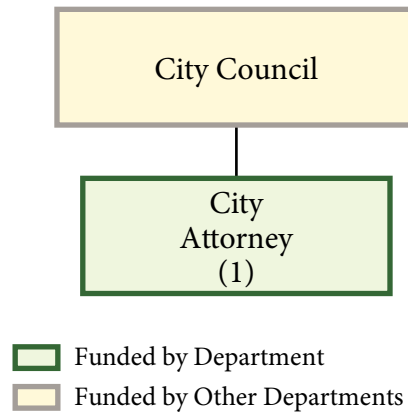 City Council
City
Attorney
(1)
Funded by Department
Funded by Other Departments